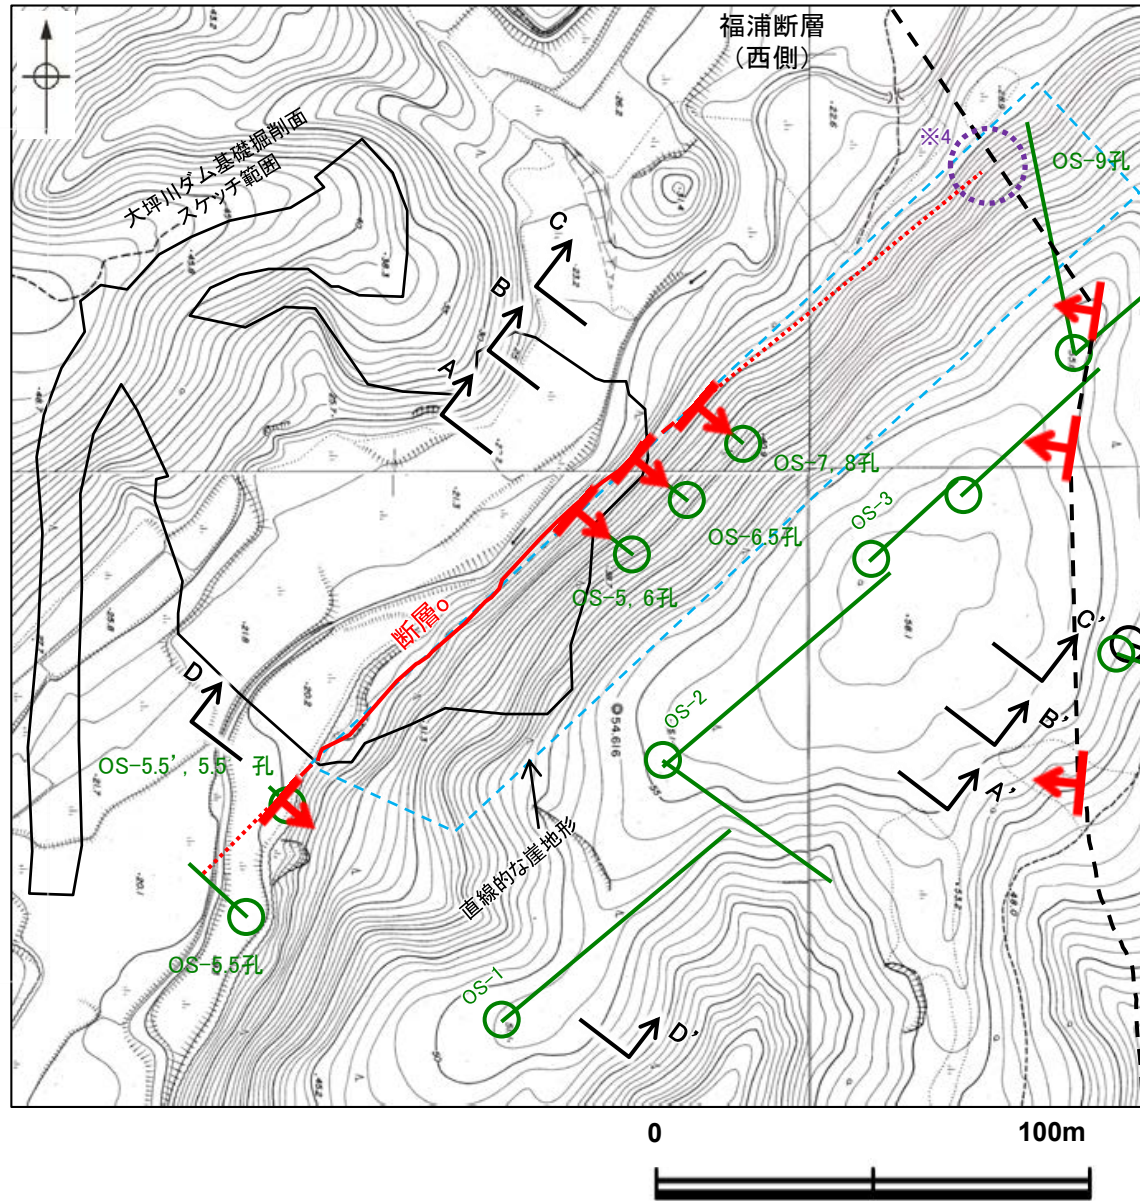 福浦断層
(西側)
※4
OS-9孔
大坪川ダム基礎掘削面
スケッチ範囲
C
B
A
OS-7, 8孔
OS-6.5孔
OS-5, 6孔
OS-3
断層o
D
OS-5.5’, 5.5 孔
OS-2
54.616
C’
B’
A’
直線的な崖地形
OS-5.5孔
OS-1
D’
0 100m